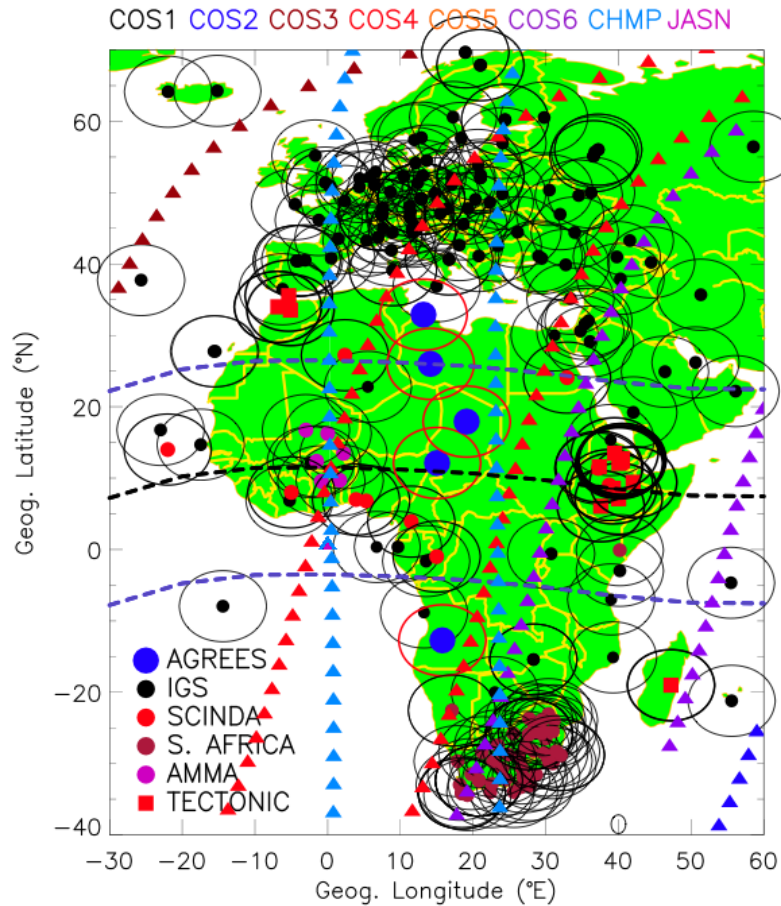 COS1 COS2 COS3 COS4 COS5 COS6 CHMP JASN
60
40
20
0
-20
-40
Geog. Latitude (°N)
AGREES
IGS
SCINDA
S. AFRICA
AMMA
TECTONIC
-30 -20 -10 0 10 20 30 40 50 60
Geog. Longitude (°E)